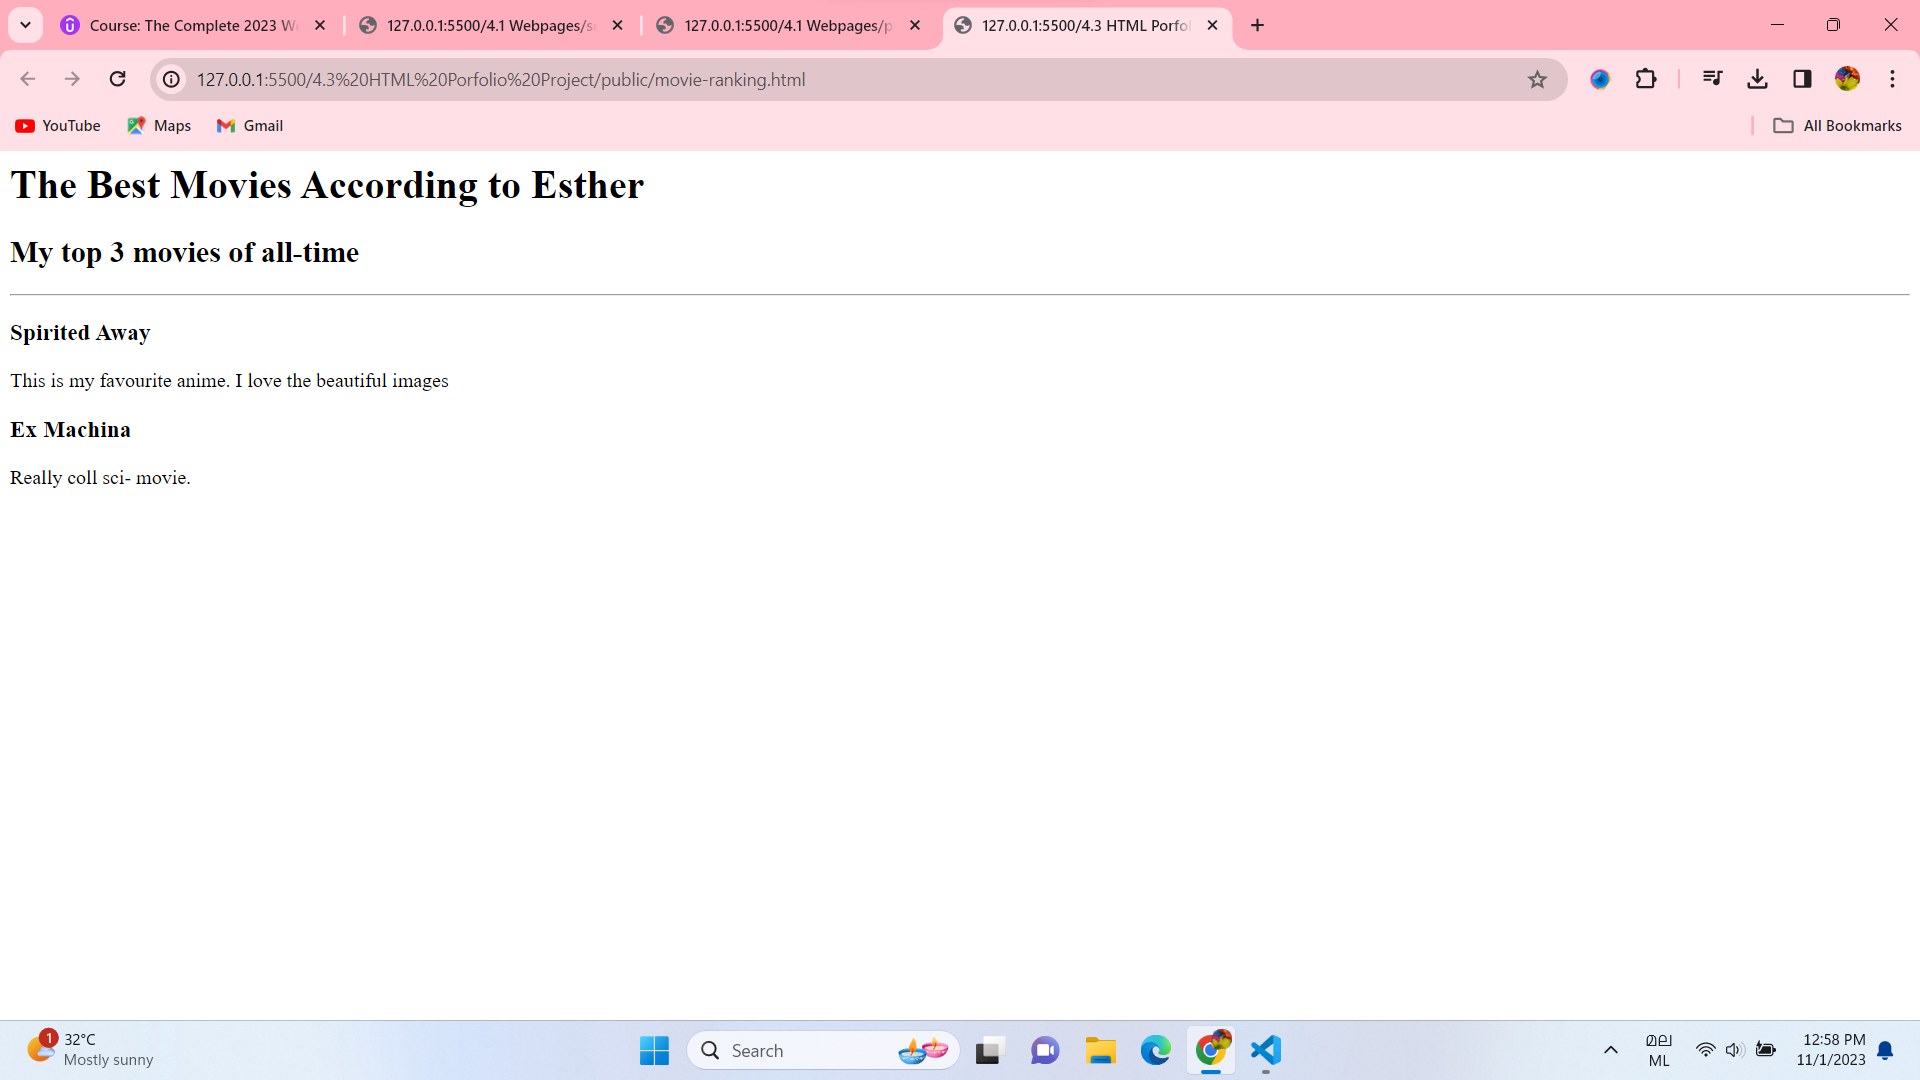 Course: The Complete 2023 We
127.0.0.1:5500/4.1 Webpages/s
127.0.0.1:5500/4.1 Webpages/p
127.0.0.1:5500/4.3 HTML Porfo
127.0.0.1:5500/4.3%20HTML%20Porfolio%20Project/public/movie-ranking.html
YouTube
Maps
Gmail
All Bookmarks
The Best Movies According to Esther
My top 3 movies of all-time
Spirited Away
This is my favourite anime. I love the beautiful images
Ex Machina
Really coll sci- movie.
1
32°C
Mostly sunny
Search
മല
ML
12:58 PM
11/1/2023